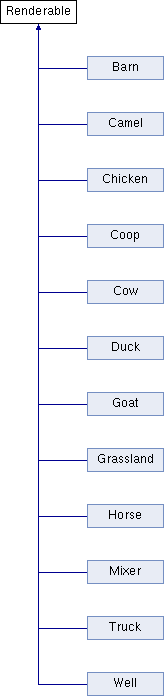 Renderable
Barn
Camel
Chicken
Coop
Cow
Duck
Goat
Grassland
Horse
Mixer
Truck
Well